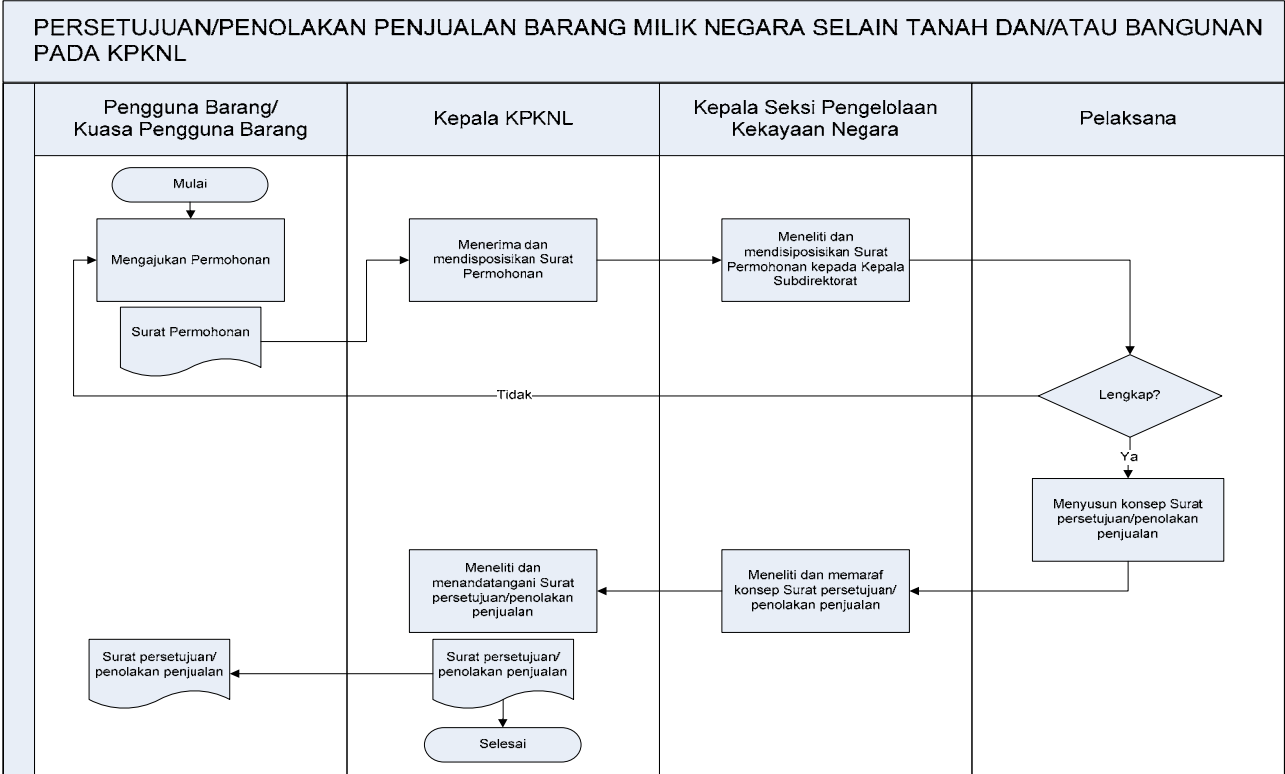 PERSETUJUAN/PENOLAKAN PENJUALAN BARANG MILIK NEGARA SELAIN TANAH DAN/ATAU BANGUNAN
PADA KPKNL
Pengguna Barang/
Kuasa Pengguna Barang
Kepala KPKNL
Kepala Seksi Pengelolaan
Kekayaan Negara
Pelaksana
Mulai
Mengajukan Permohonan
Surat Permohonan
Menerima dan
mendisposisikan Surat
Permohonan
Meneliti dan
mendisiposisikan Surat
Permohonan kepada Kepala
Subdirektorat
Lengkap?
Tidak
Ya
Menyusun konsep Surat
persetujuan/penolakan
penjualan
Meneliti dan memaraf
konsep Surat persetujuan/
penolakan penjualan
Meneliti dan
menandatangani Surat
persetujuan/penolakan
penjualan
Surat persetujuan/
penolakan penjualan
Surat persetujuan/
penolakan penjualan
Selesai